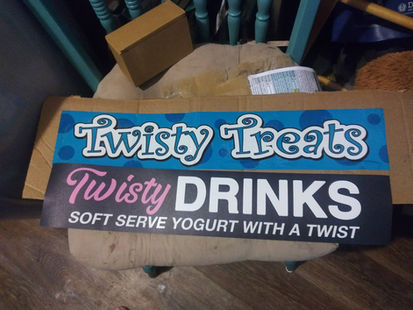 Twisty Treats
Twisty DRINKS
SOFT SERVE YOGURT WITH A TWIST